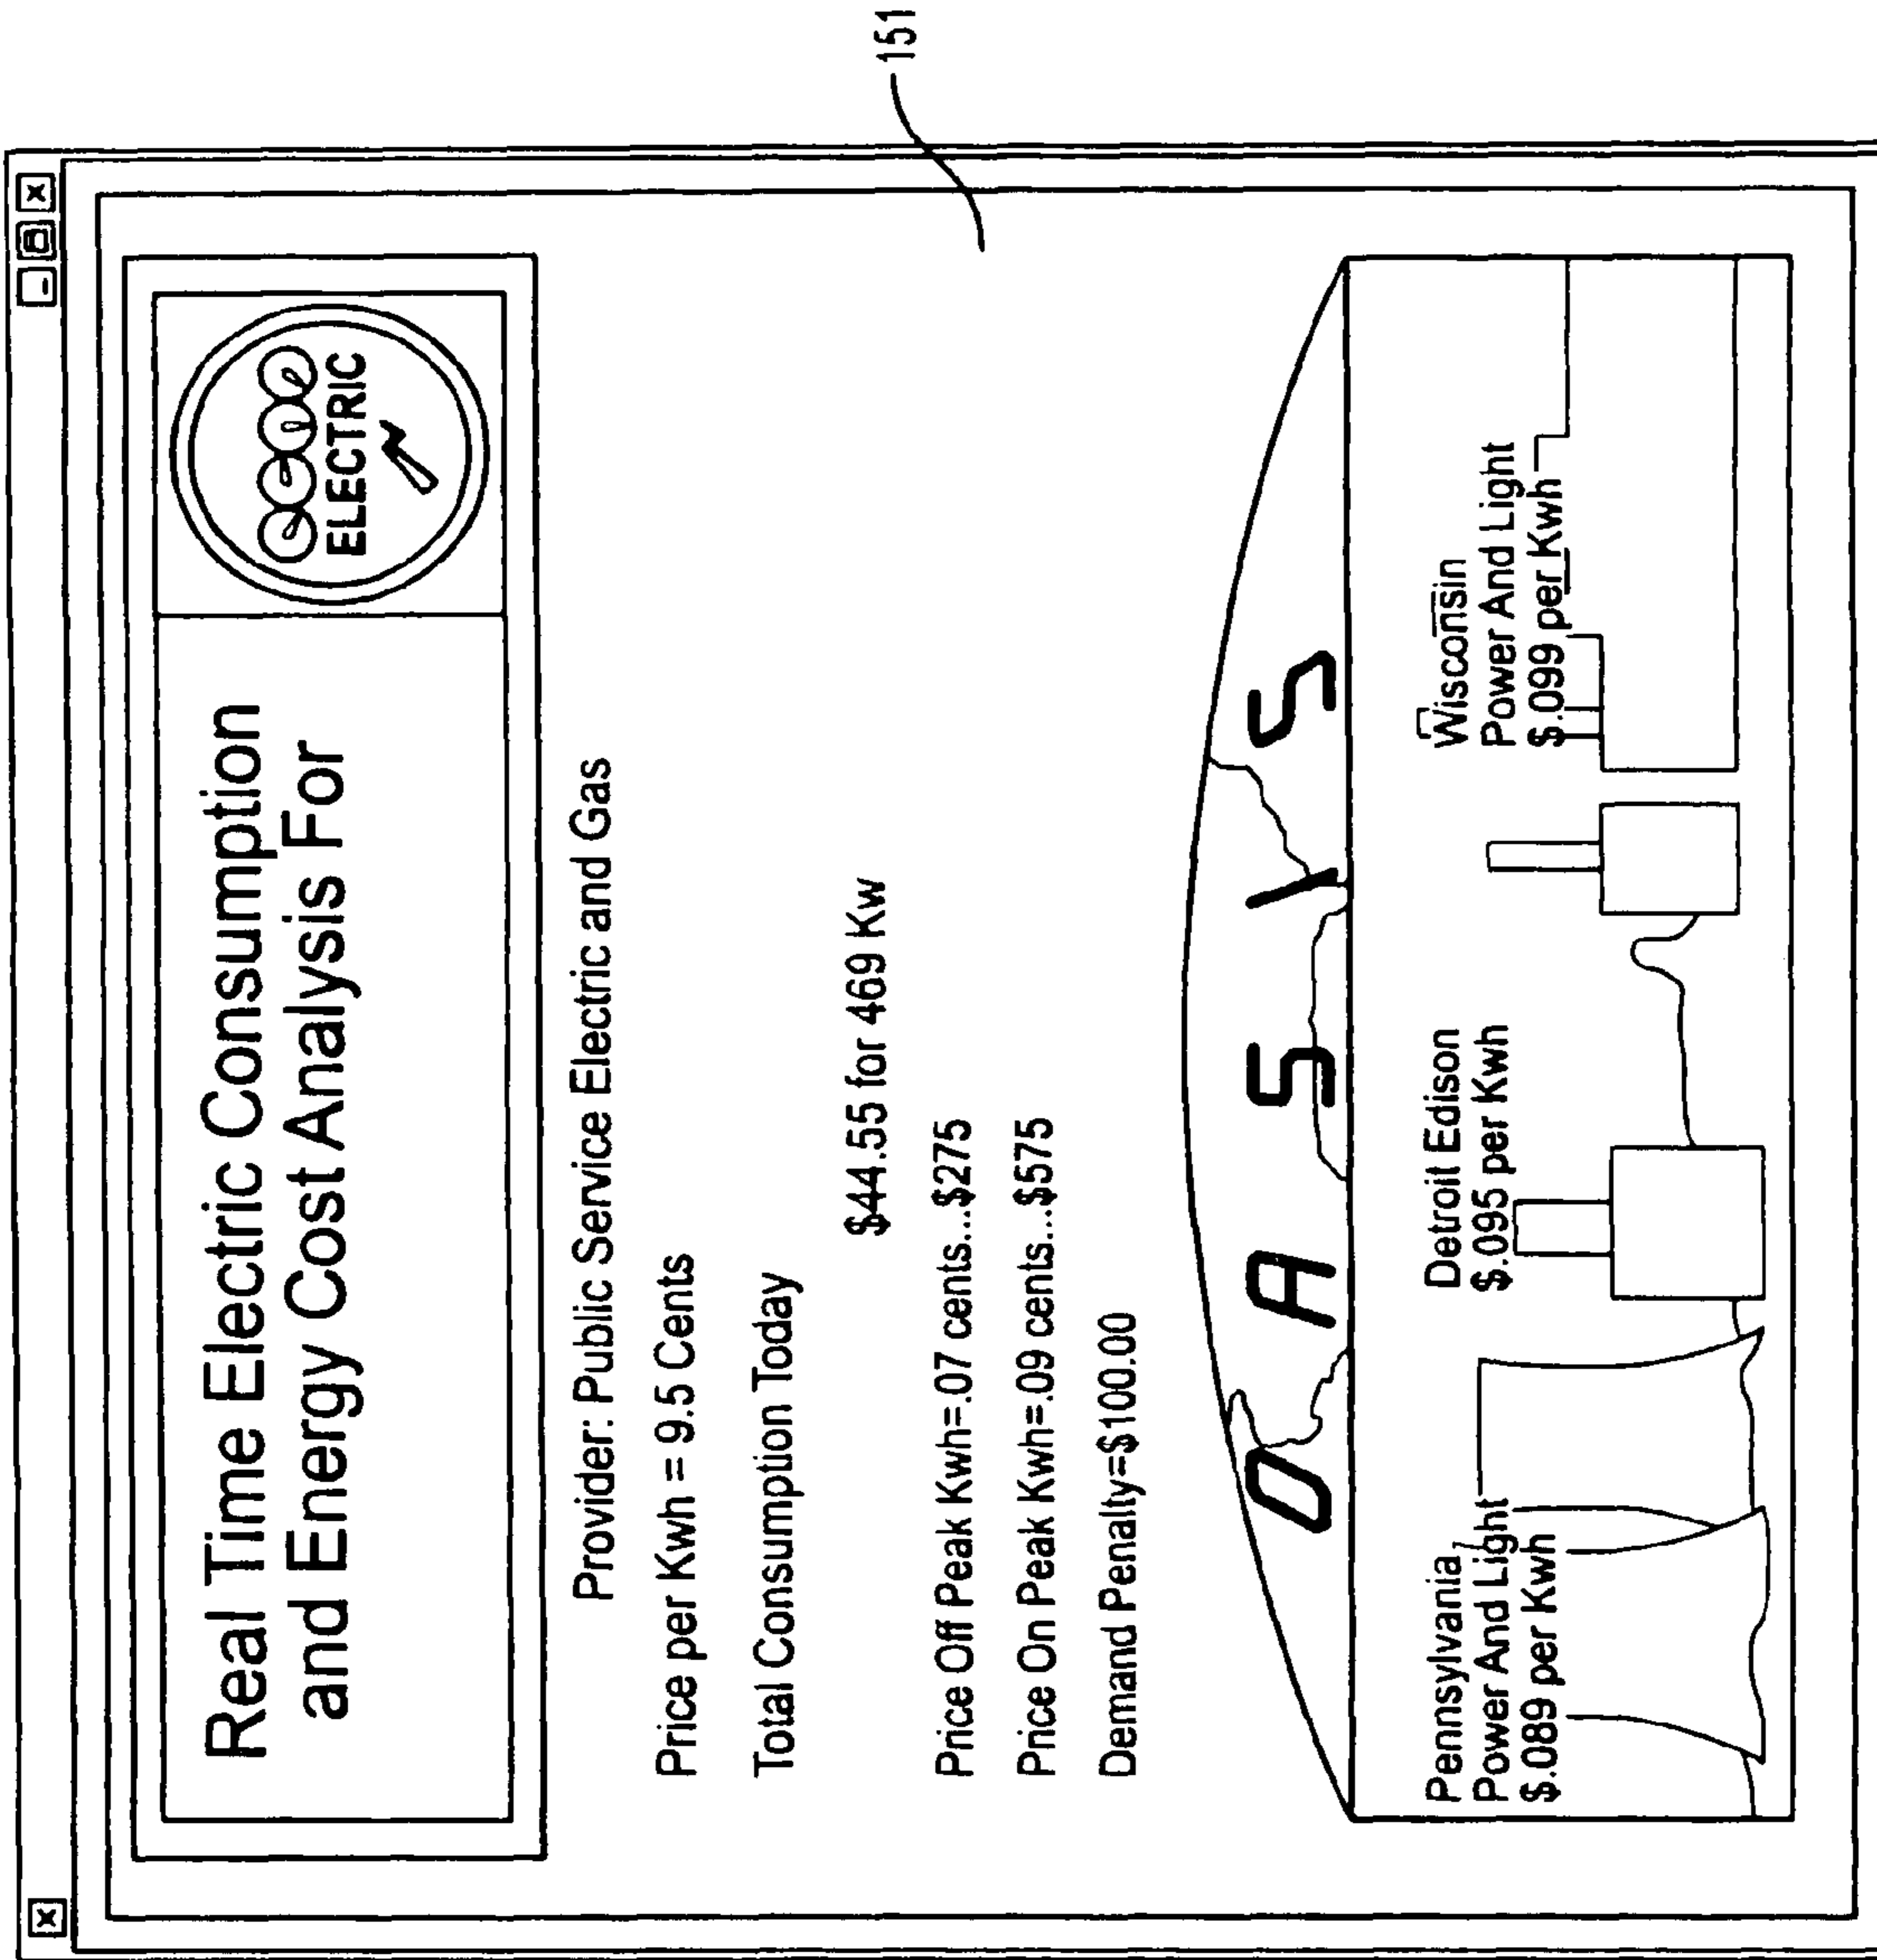 Real Time Electric Consumption
and Energy Cost Analysis For
ELECTRIC
Provider: Public Service Electric and Gas
Price per Kwh = 9.5 Cents
Total Consumption Today
$44.55 for 469 Kw
Price Off Peak Kwh=.07 cents...$275
Price On Peak Kwh=.09 cents...$575
Demand Penalty=$100.00
O A S I S
Pennsylvania
Power And Light
$.089 per Kwh
Detroit Edison
$.095 per Kwh
Wisconsin
Power And Light
$.099 per Kwh
151